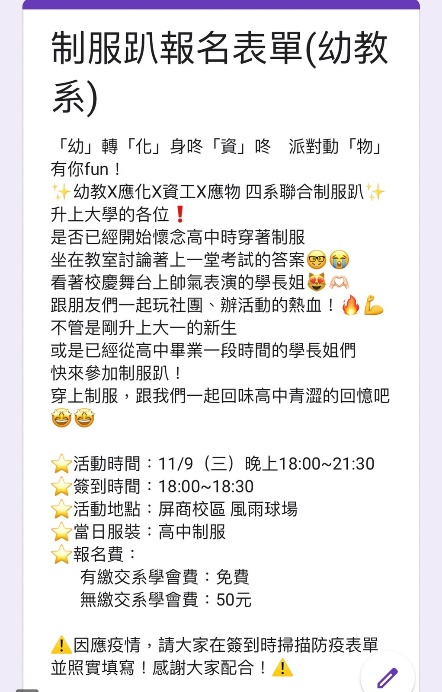 制服趴報名表單(幼教
系)
「幼」轉「化」身咚「資」咚　派對動「物」
有你fun！
✨幼教X應化X資工X應物 四系聯合制服趴✨
升上大學的各位❗
是否已經開始懷念高中時穿著制服
坐在教室討論著上一堂考試的答案🤓😭
看著校慶舞台上帥氣表演的學長姐😻🫶🏻
跟朋友們一起玩社團、辦活動的熱血！🔥💪
不管是剛升上大一的新生
或是已經從高中畢業一段時間的學長姐們
快來參加制服趴！
穿上制服，跟我們一起回味高中青澀的回憶吧
🤩🤩
⭐活動時間：11/9（三）晚上18:00~21:30
⭐簽到時間：18:00~18:30
⭐活動地點：屏商校區 風雨球場
⭐當日服裝：高中制服
⭐報名費：
有繳交系學會費：免費
無繳交系學會費：50元
⚠️因應疫情，請大家在簽到時掃描防疫表單
並照實填寫！感謝大家配合！⚠️